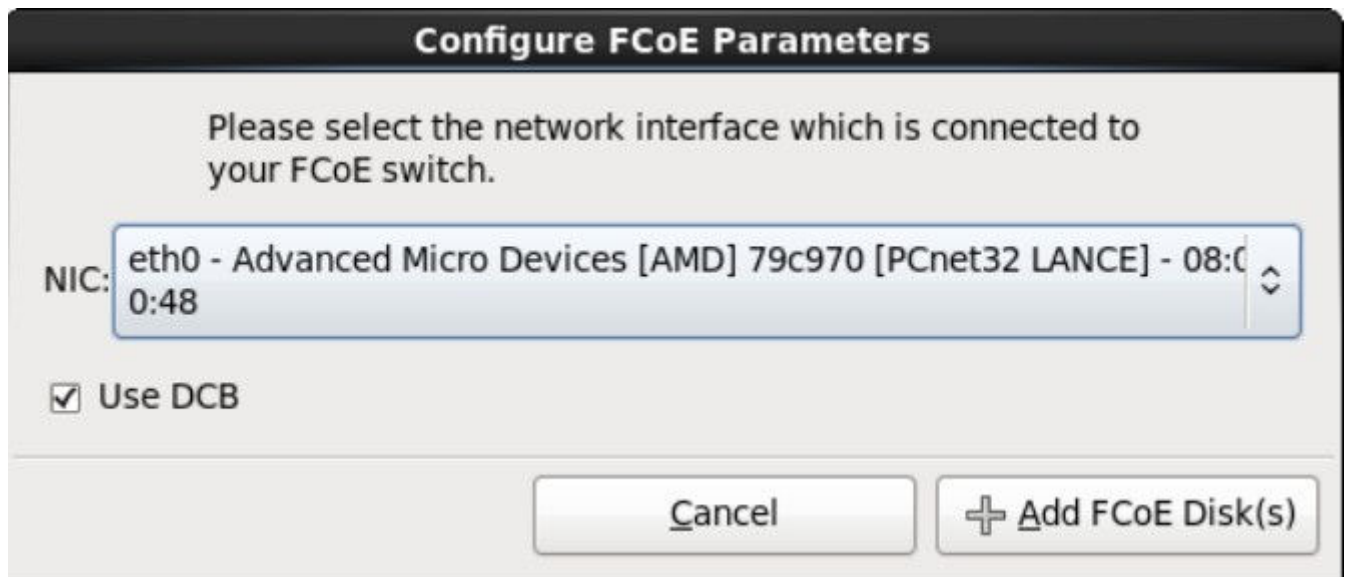 Configure FCoE Parameters
Please select the network interface which is connected to
your FCoE switch.
NIC:
eth0 - Advanced Micro Devices [AMD] 79c970 [PCnet32 LANCE] - 08:0
0:48
Use DCB
Cancel
Add FCoE Disk(s)